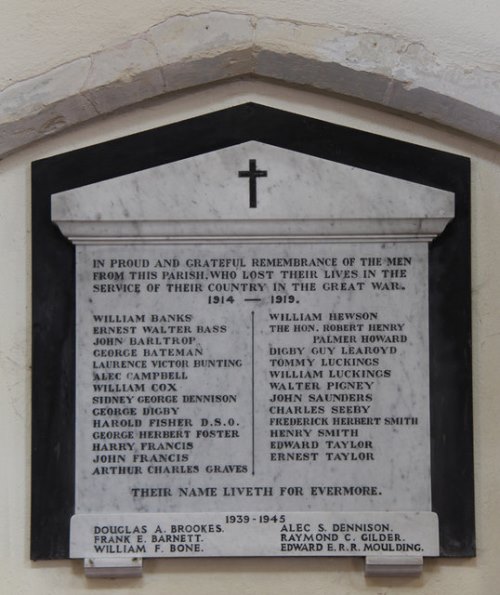 IN PROUD AND GRATEFUL REMEMBRANCE OF THE MEN
FROM THIS PARISH, WHO LOST THEIR LIVES IN THE
SERVICE OF THEIR COUNTRY IN THE GREAT WAR.
1914 — 1919.
WILLIAM BANKS
ERNEST WALTER BASS
JOHN BARLTROP
GEORGE BATEMAN
LAURENCE VICTOR BUNTING
ALEC CAMPBELL
WILLIAM COX
SIDNEY GEORGE DENNISON
GEORGE DIGBY
HAROLD FISHER D.S.O.
GEORGE HERBERT FOSTER
HARRY FRANCIS
JOHN FRANCIS
ARTHUR CHARLES GRAVES
WILLIAM HEWSON
THE HON. ROBERT HENRY
PALMER HOWARD
DIGBY GUY LEAROYD
TOMMY LUCKINGS
WILLIAM LUCKINGS
WALTER PIGNEY
JOHN SAUNDERS
CHARLES SEEBY
FREDERICK HERBERT SMITH
HENRY SMITH
EDWARD TAYLOR
ERNEST TAYLOR
THEIR NAME LIVETH FOR EVERMORE.
1939-1945
DOUGLAS A. BROOKES.
FRANK E. BARNETT.
WILLIAM F. BONE.
ALEC S. DENNISON.
RAYMOND C. GILDER.
EDWARD E.R.R. MOULDING.